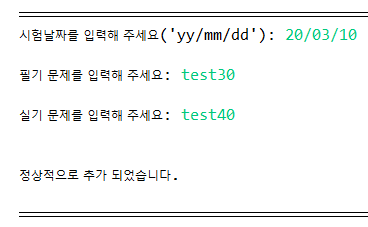 시험날짜를 입력해 주세요('yy/mm/dd'): 20/03/10
필기 문제를 입력해 주세요: test30
실기 문제를 입력해 주세요: test40
정상적으로 추가 되었습니다.